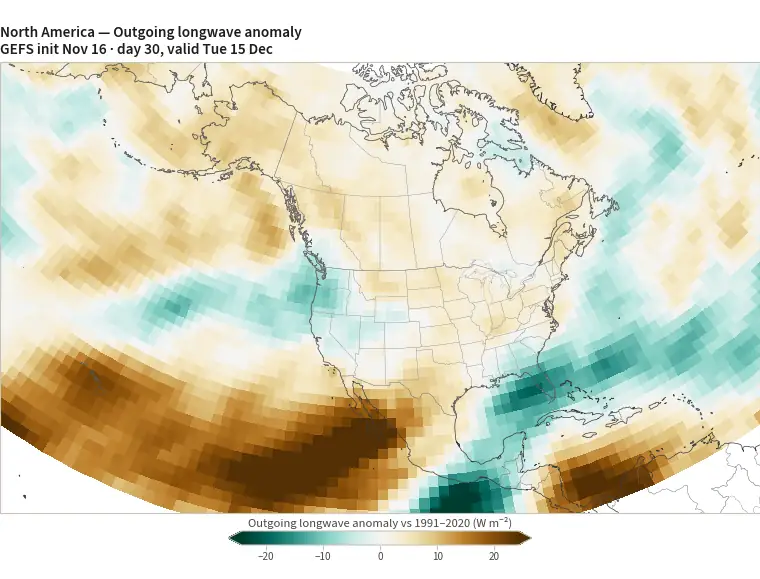 North America — Outgoing longwave anomaly
GEFS init Nov 16 · day 30, valid Tue 15 Dec
Outgoing longwave anomaly vs 1991–2020 (W m⁻²)
−20 −10 0 10 20